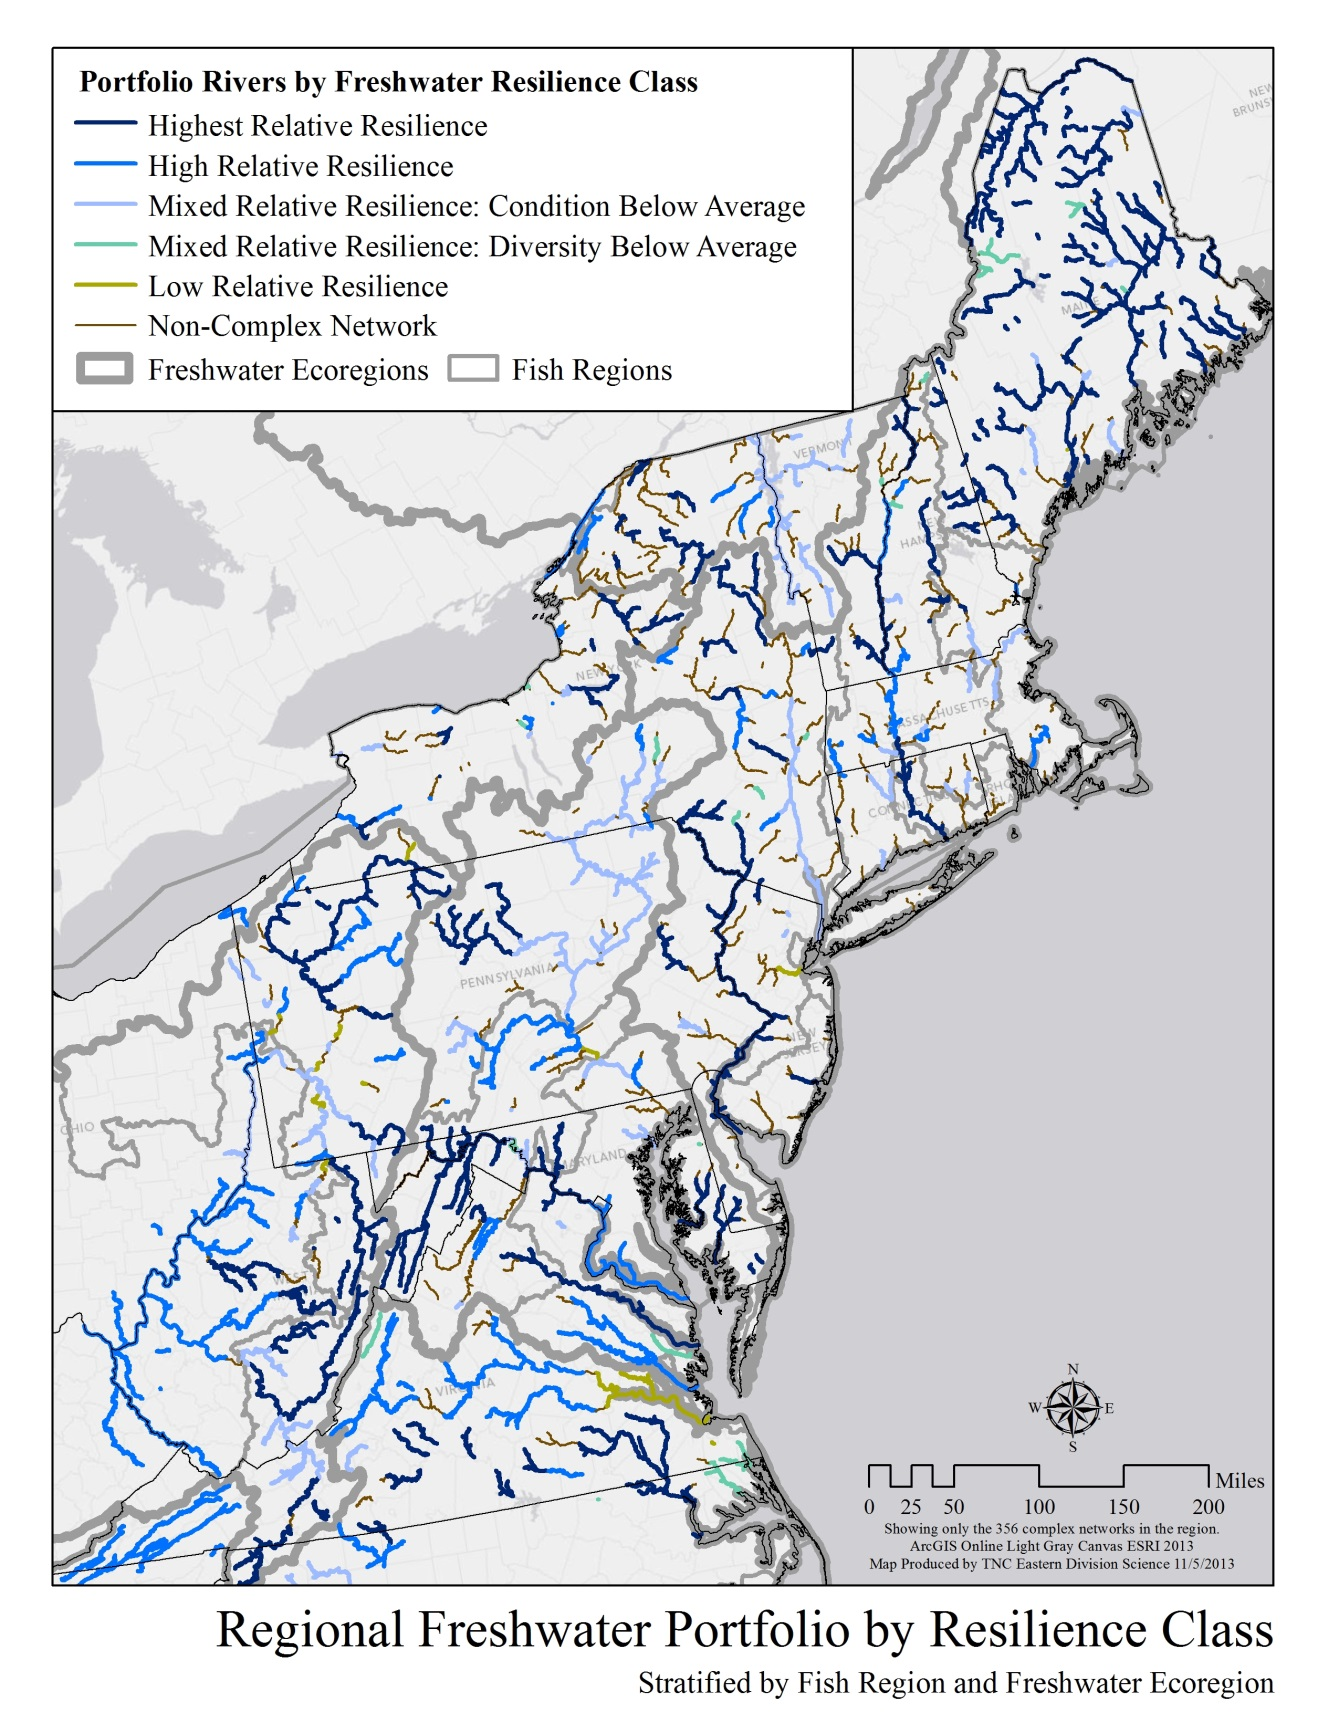 Portfolio Rivers by Freshwater Resilience Class
Highest Relative Resilience
High Relative Resilience
Mixed Relative Resilience: Condition Below Average
Mixed Relative Resilience: Diversity Below Average
Low Relative Resilience
Non-Complex Network
Freshwater Ecoregions
Fish Regions
NEW
MAINE
VERMONT
NEW
NEW YORK
PENNSYLVANIA
NEW
JERSEY
OHIO
MARYLAND
VIRGINIA
N
W
E
S
0 25 50 100 150 200
Miles
Showing only the 356 complex networks in the region.
ArcGIS Online Light Gray Canvas ESRI 2013
Map Produced by TNC Eastern Division Science 11/5/2013
Regional Freshwater Portfolio by Resilience Class
Stratified by Fish Region and Freshwater Ecoregion